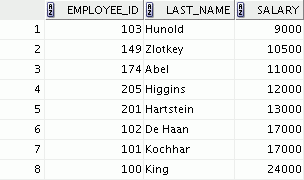 EMPLOYEE_ID LAST_NAME SALARY
1 103 Hunold 9000
2 149 Zlotkey 10500
3 174 Abel 11000
4 205 Higgins 12000
5 201 Hartstein 13000
6 102 De Haan 17000
7 101 Kochhar 17000
8 100 King 24000